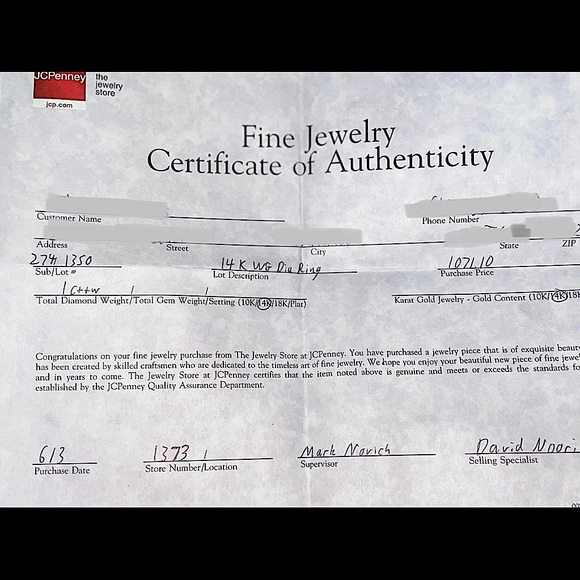 JCPenney
the
jewelry
store
jcp.com
Fine Jewelry
Certificate of Authenticity
Customer Name Phone Number
Address Street City State ZIP
274 1350 14 K WG Dia Ring 1071.10
Sub/Lot # Lot Description Purchase Price
1 cttw
Total Diamond Weight/Total Gem Weight/Setting (10K/14K/18K/Plat) Karat Gold Jewelry - Gold Content (10K/14K/18K
Congratulations on your fine jewelry purchase from The Jewelry Store at JCPenney. You have purchased a jewelry piece that is of exquisite beauty
has been created by skilled craftsmen who are dedicated to the timeless art of fine jewelry. We hope you enjoy your beautiful new piece of fine jewel
and in years to come. The Jewelry Store at JCPenney certifies that the item noted above is genuine and meets or exceeds the standards fo
established by the JCPenney Quality Assurance Department.
6/3 1373 Mark Novich David Noori
Purchase Date Store Number/Location Supervisor Selling Specialist